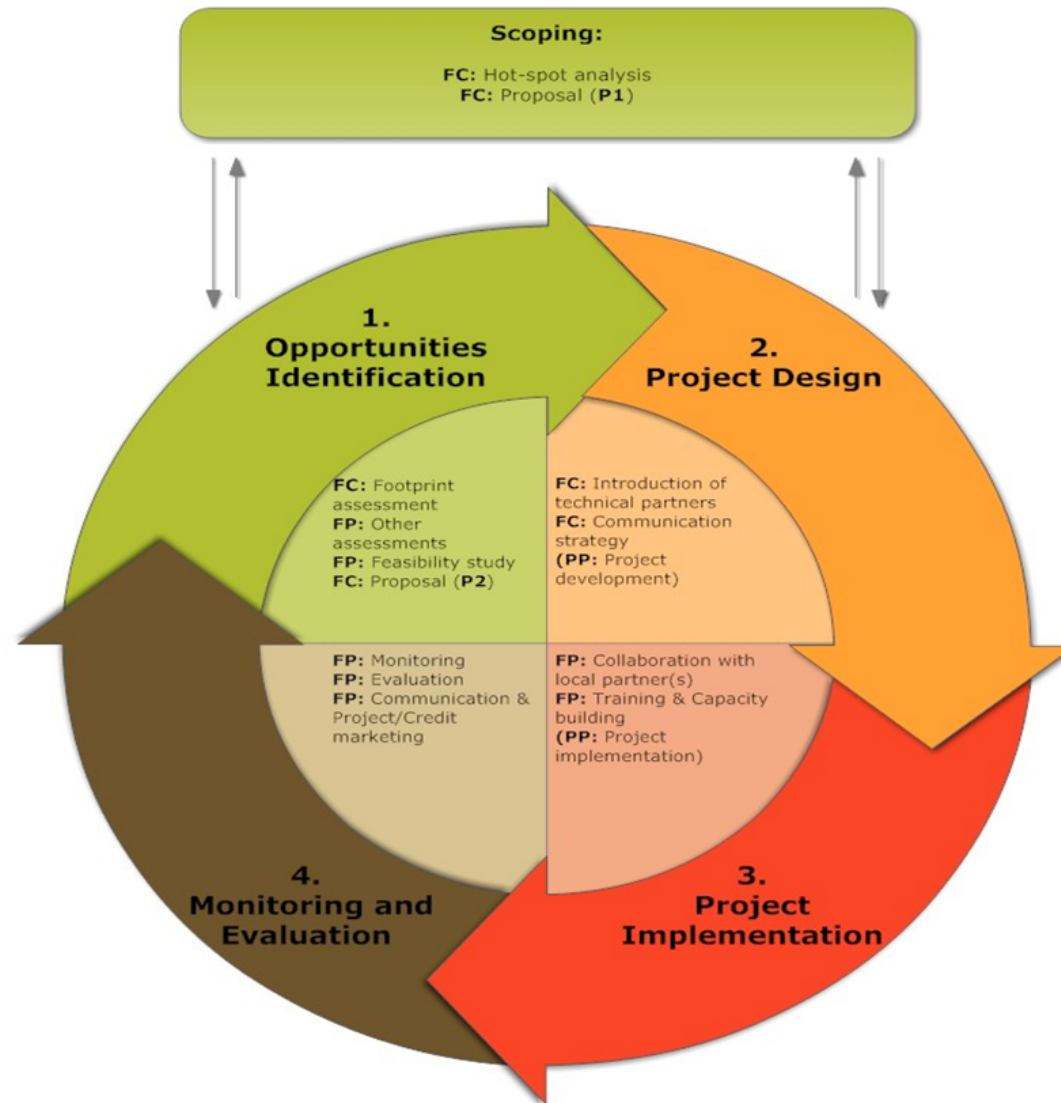 Scoping:
FC: Hot-spot analysis
FC: Proposal (P1)
1.
Opportunities
Identification
2.
Project Design
FC: Footprint
assessment
FP: Other
assessments
FP: Feasibility study
FC: Proposal (P2)
FC: Introduction of
technical partners
FC: Communication
strategy
(PP: Project
development)
FP: Monitoring
FP: Evaluation
FP: Communication &
Project/Credit
marketing
FP: Collaboration with
local partner(s)
FP: Training & Capacity
building
(PP: Project
implementation)
4.
Monitoring and
Evaluation
3.
Project
Implementation